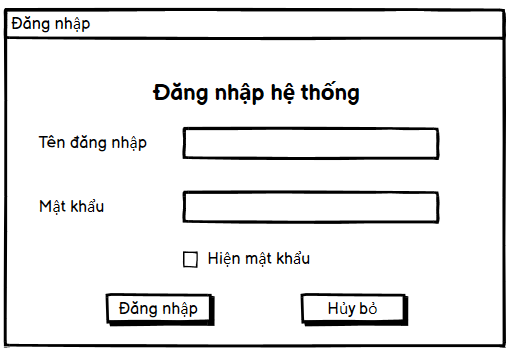 Đăng nhập
Đăng nhập hệ thống
Tên đăng nhập
Mật khẩu
Hiện mật khẩu
Đăng nhập
Hủy bỏ